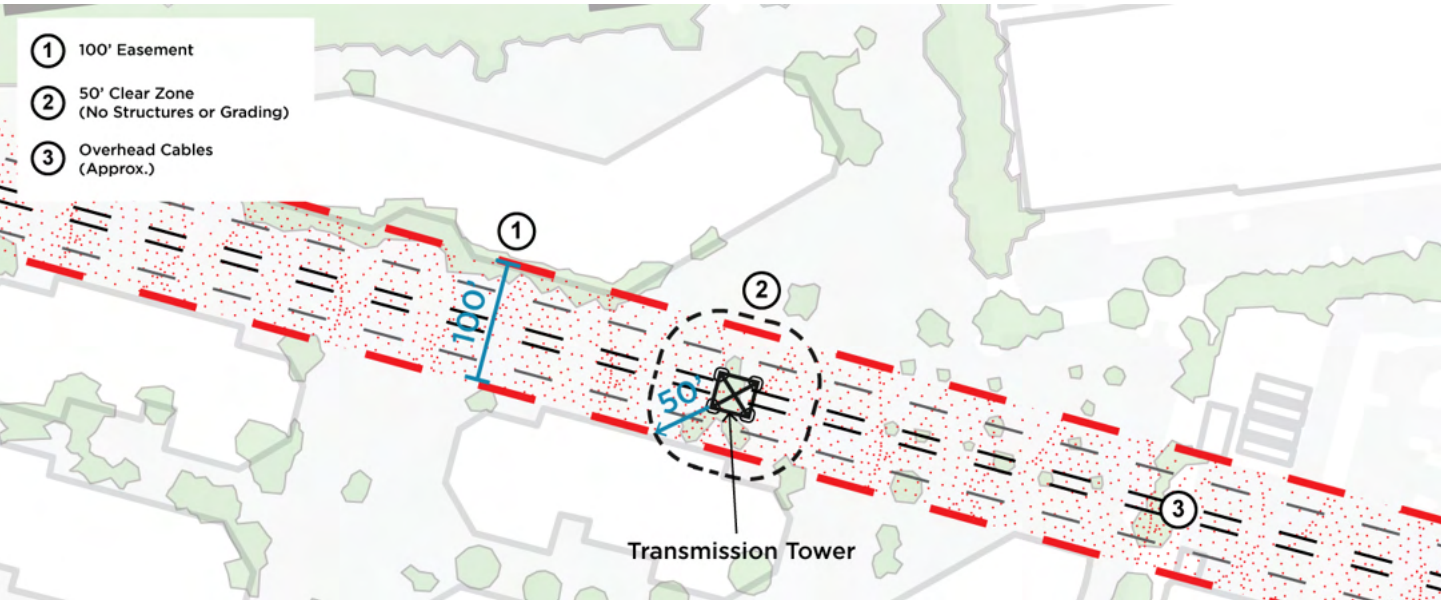 1 100' Easement
2 50' Clear Zone
(No Structures or Grading)
3 Overhead Cables
(Approx.)
1
2
100'
50'
3
Transmission Tower